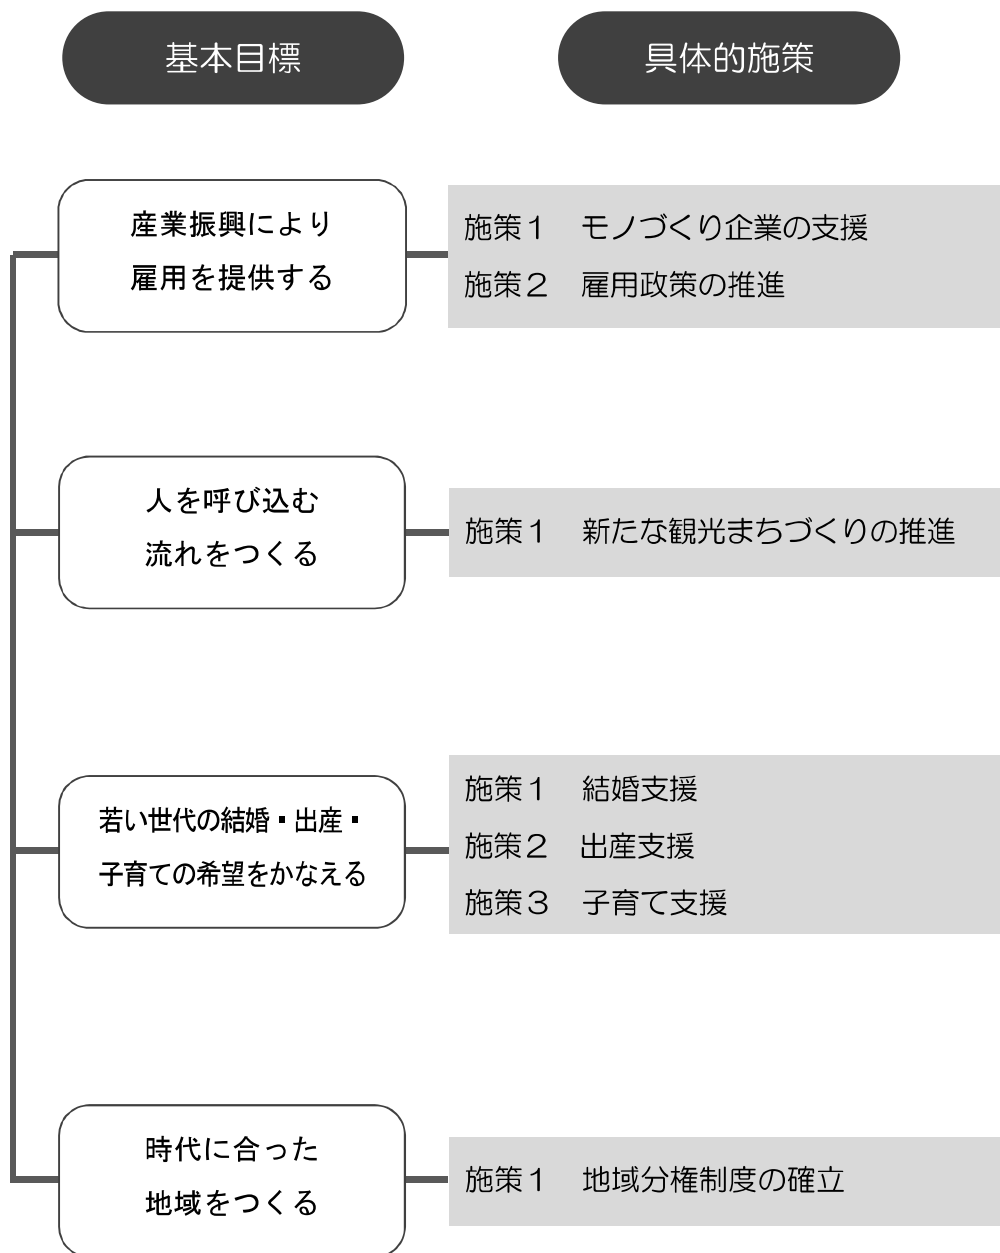 基本目標
具体的施策
産業振興により
雇用を提供する
施策１　モノづくり企業の支援
施策２　雇用政策の推進
人を呼び込む
流れをつくる
施策１　新たな観光まちづくりの推進
若い世代の結婚・出産・
子育ての希望をかなえる
施策１　結婚支援
施策２　出産支援
施策３　子育て支援
時代に合った
地域をつくる
施策１　地域分権制度の確立